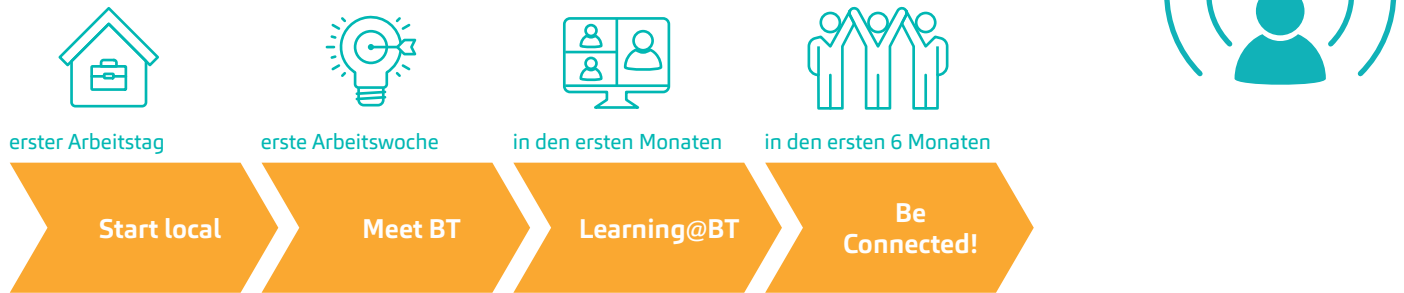 erster Arbeitstag
erste Arbeitswoche
in den ersten Monaten
in den ersten 6 Monaten
Start local
Meet BT
Learning@BT
Be
Connected!